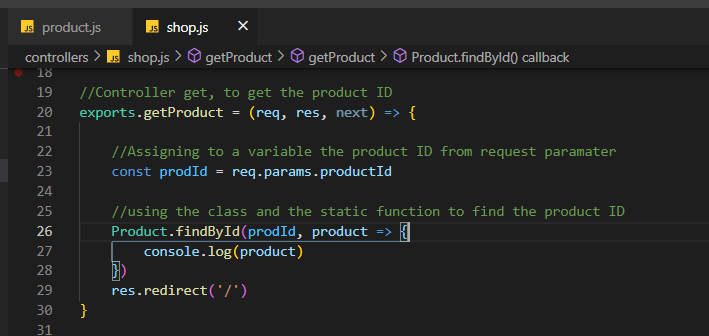 JS product.js JS shop.js ×
controllers > JS shop.js > getProduct > getProduct > Product.findById() callback
18
19 //Controller get, to get the product ID
20 exports.getProduct = (req, res, next) => {
21
22 //Assigning to a variable the product ID from request paramater
23 const prodId = req.params.productId
24
25 //using the class and the static function to find the product ID
26 Product.findById(prodId, product => {
27 console.log(product)
28 })
29 res.redirect('/')
30 }
31